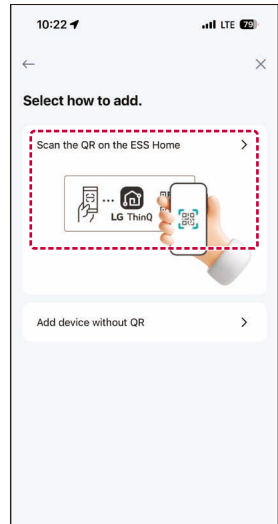 10:22
LTE 79
Select how to add.
Scan the QR on the ESS Home
LG ThinQ
Add device without QR